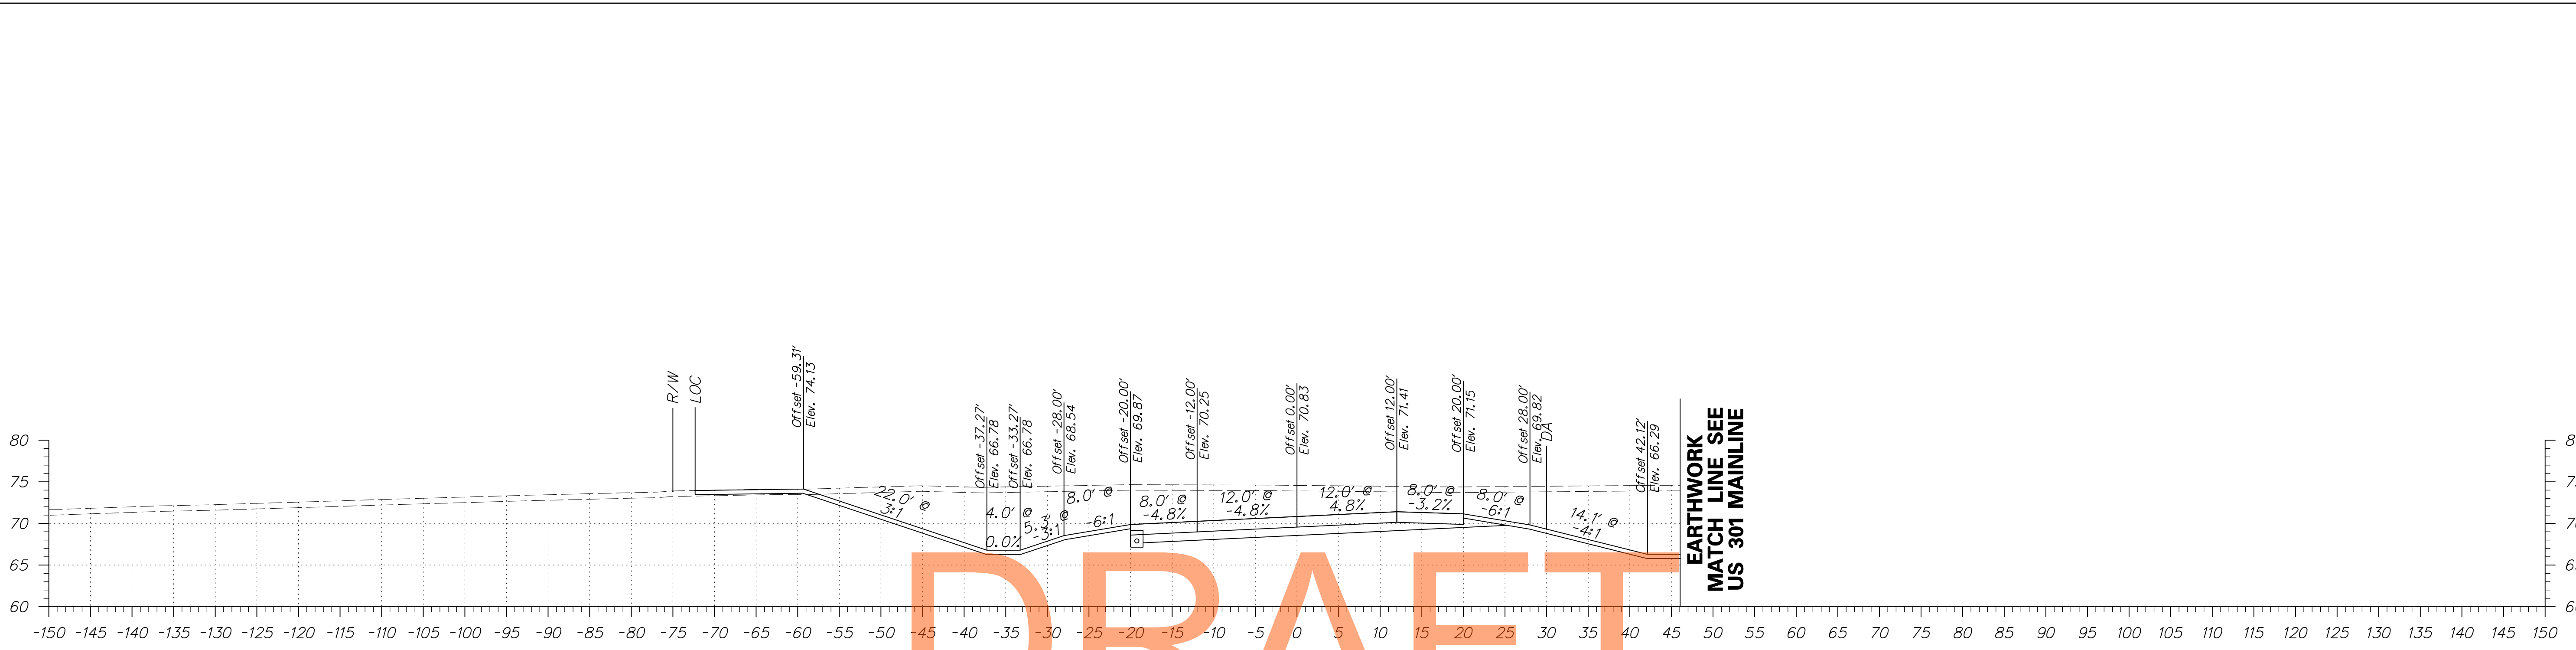 R/W
LOC
Offset -59.31'
Elev. 74.13
Offset -37.27'
Elev. 66.78
Offset -33.27'
Elev. 66.78
Offset -28.00'
Elev. 68.54
Offset -20.00'
Elev. 69.87
Offset -12.00'
Elev. 70.25
Offset 0.00'
Elev. 70.83
Offset 12.00'
Elev. 71.41
Offset 20.00'
Elev. 71.15
Offset 28.00'
Elev. 69.82
DA
Offset 42.12'
Elev. 66.29
EARTHWORK
MATCH LINE SEE
US 301 MAINLINE
22.0' @
3:1
4.0' @
0.0%
5.3' @
-3:1
8.0' @
-6:1
8.0' @
-4.8%
12.0' @
-4.8%
12.0' @
4.8%
8.0' @
-3.2%
8.0' @
-6:1
14.1' @
-4:1
80
75
70
65
60
DRAFT
-150 -145 -140 -135 -130 -125 -120 -115 -110 -105 -100 -95 -90 -85 -80 -75 -70 -65 -60 -55 -50 -45 -40 -35 -30 -25 -20 -15 -10 -5 0 5 10 15 20 25 30 35 40 45 50 55 60 65 70 75 80 85 90 95 100 105 110 115 120 125 130 135 140 145 150